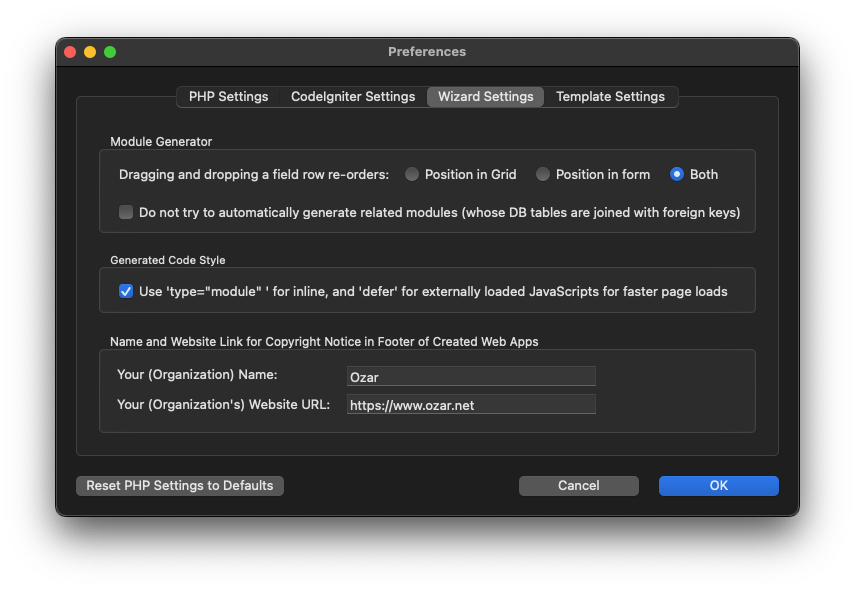 Preferences
PHP Settings CodeIgniter Settings Wizard Settings Template Settings
Module Generator
Dragging and dropping a field row re-orders: Position in Grid Position in form Both
Do not try to automatically generate related modules (whose DB tables are joined with foreign keys)
Generated Code Style
Use 'type="module" ' for inline, and 'defer' for externally loaded JavaScripts for faster page loads
Name and Website Link for Copyright Notice in Footer of Created Web Apps
Your (Organization) Name: Ozar
Your (Organization's) Website URL: https://www.ozar.net
Reset PHP Settings to Defaults Cancel OK